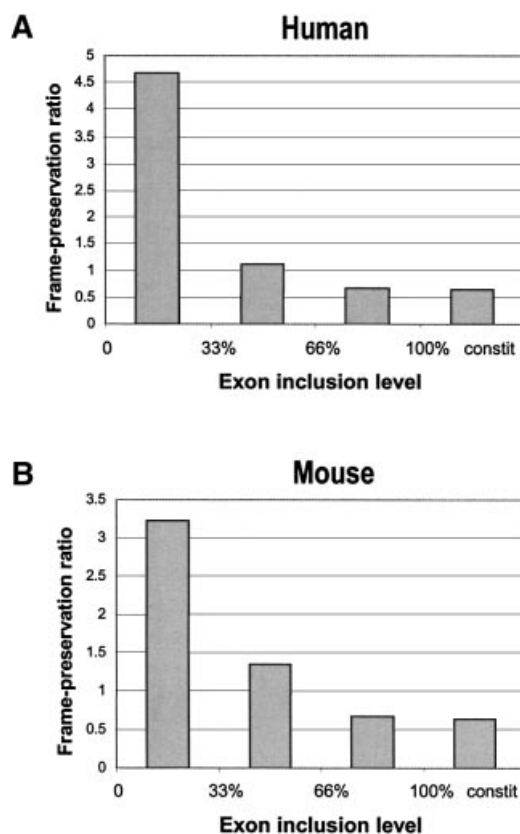 A
Human
Frame-preservation ratio
5
4.5
4
3.5
3
2.5
2
1.5
1
0.5
0
0 33% 66% 100% constit
Exon inclusion level
B
Mouse
Frame-preservation ratio
3.5
3
2.5
2
1.5
1
0.5
0
0 33% 66% 100% constit
Exon inclusion level